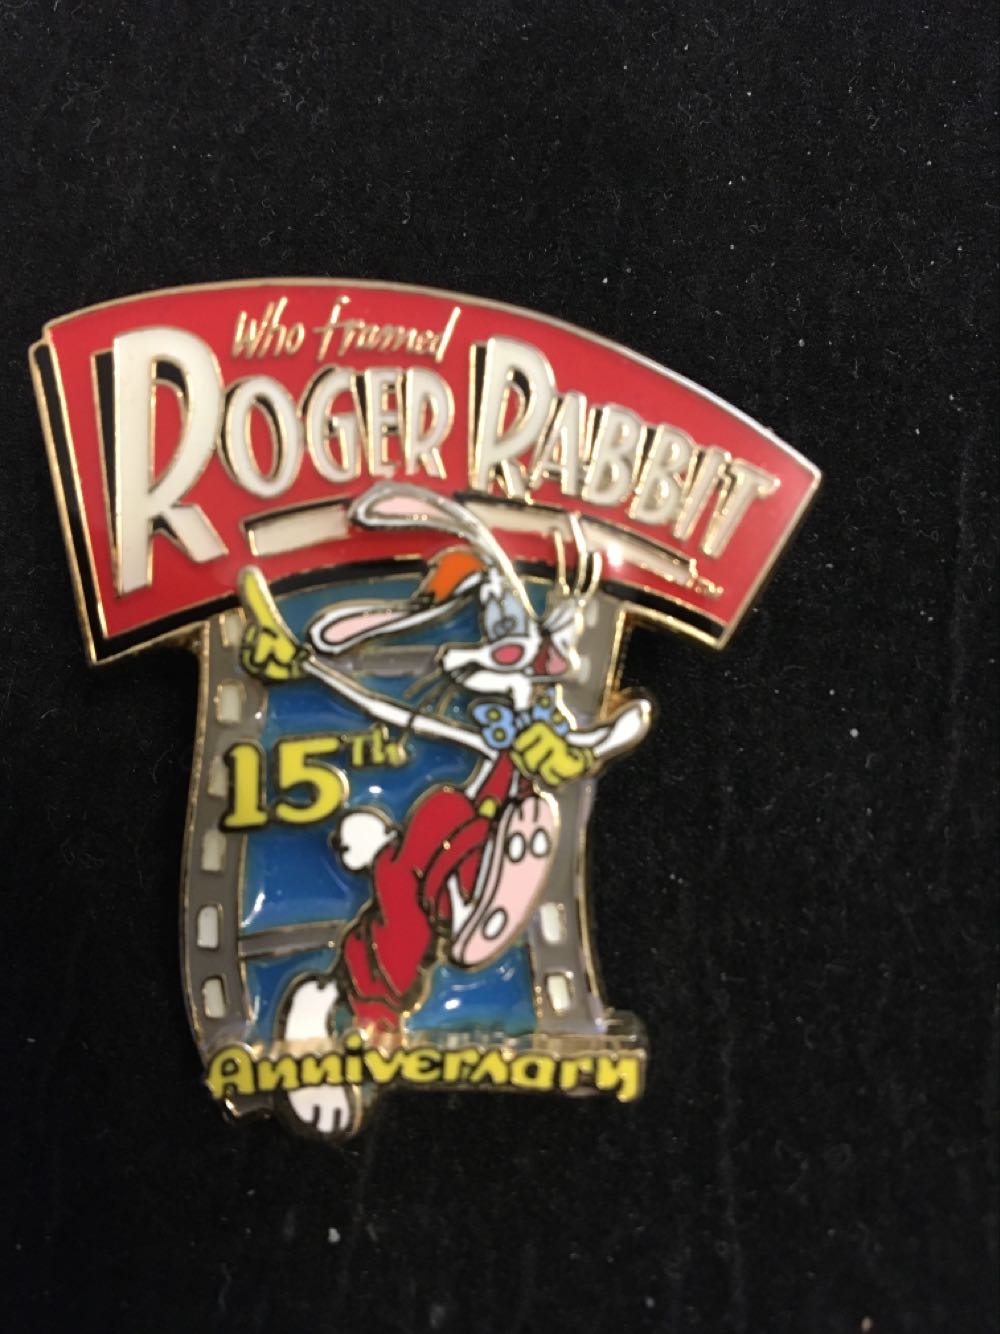 Who framed
ROGER RABBIT
15Th
Anniversary